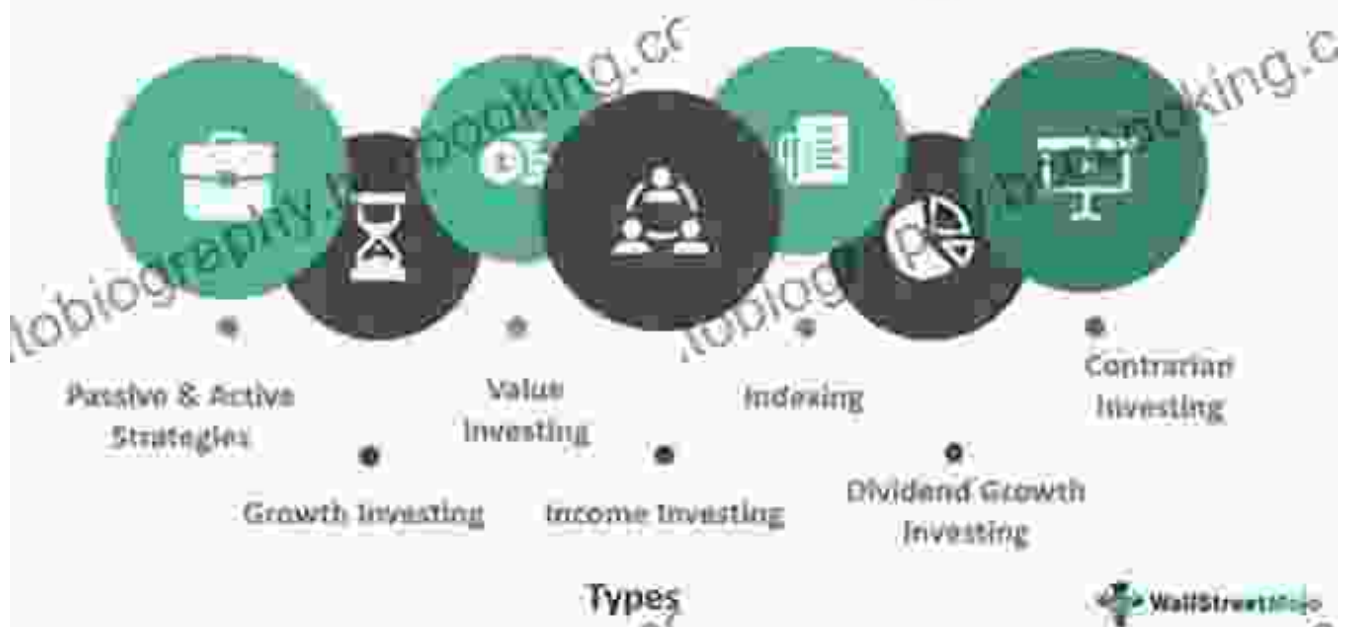 Passive & Active
Strategies
Growth Investing
Value
Investing
Income Investing
Indexing
Dividend Growth
Investing
Contrarian
Investing
Types
WallStreetMojo